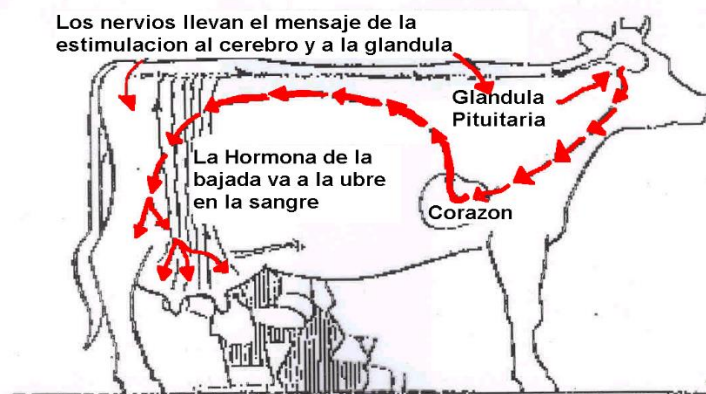 Los nervios llevan el mensaje de la
estimulacion al cerebro y a la glandula
Glandula
Pituitaria
La Hormona de la
bajada va a la ubre
en la sangre
Corazon